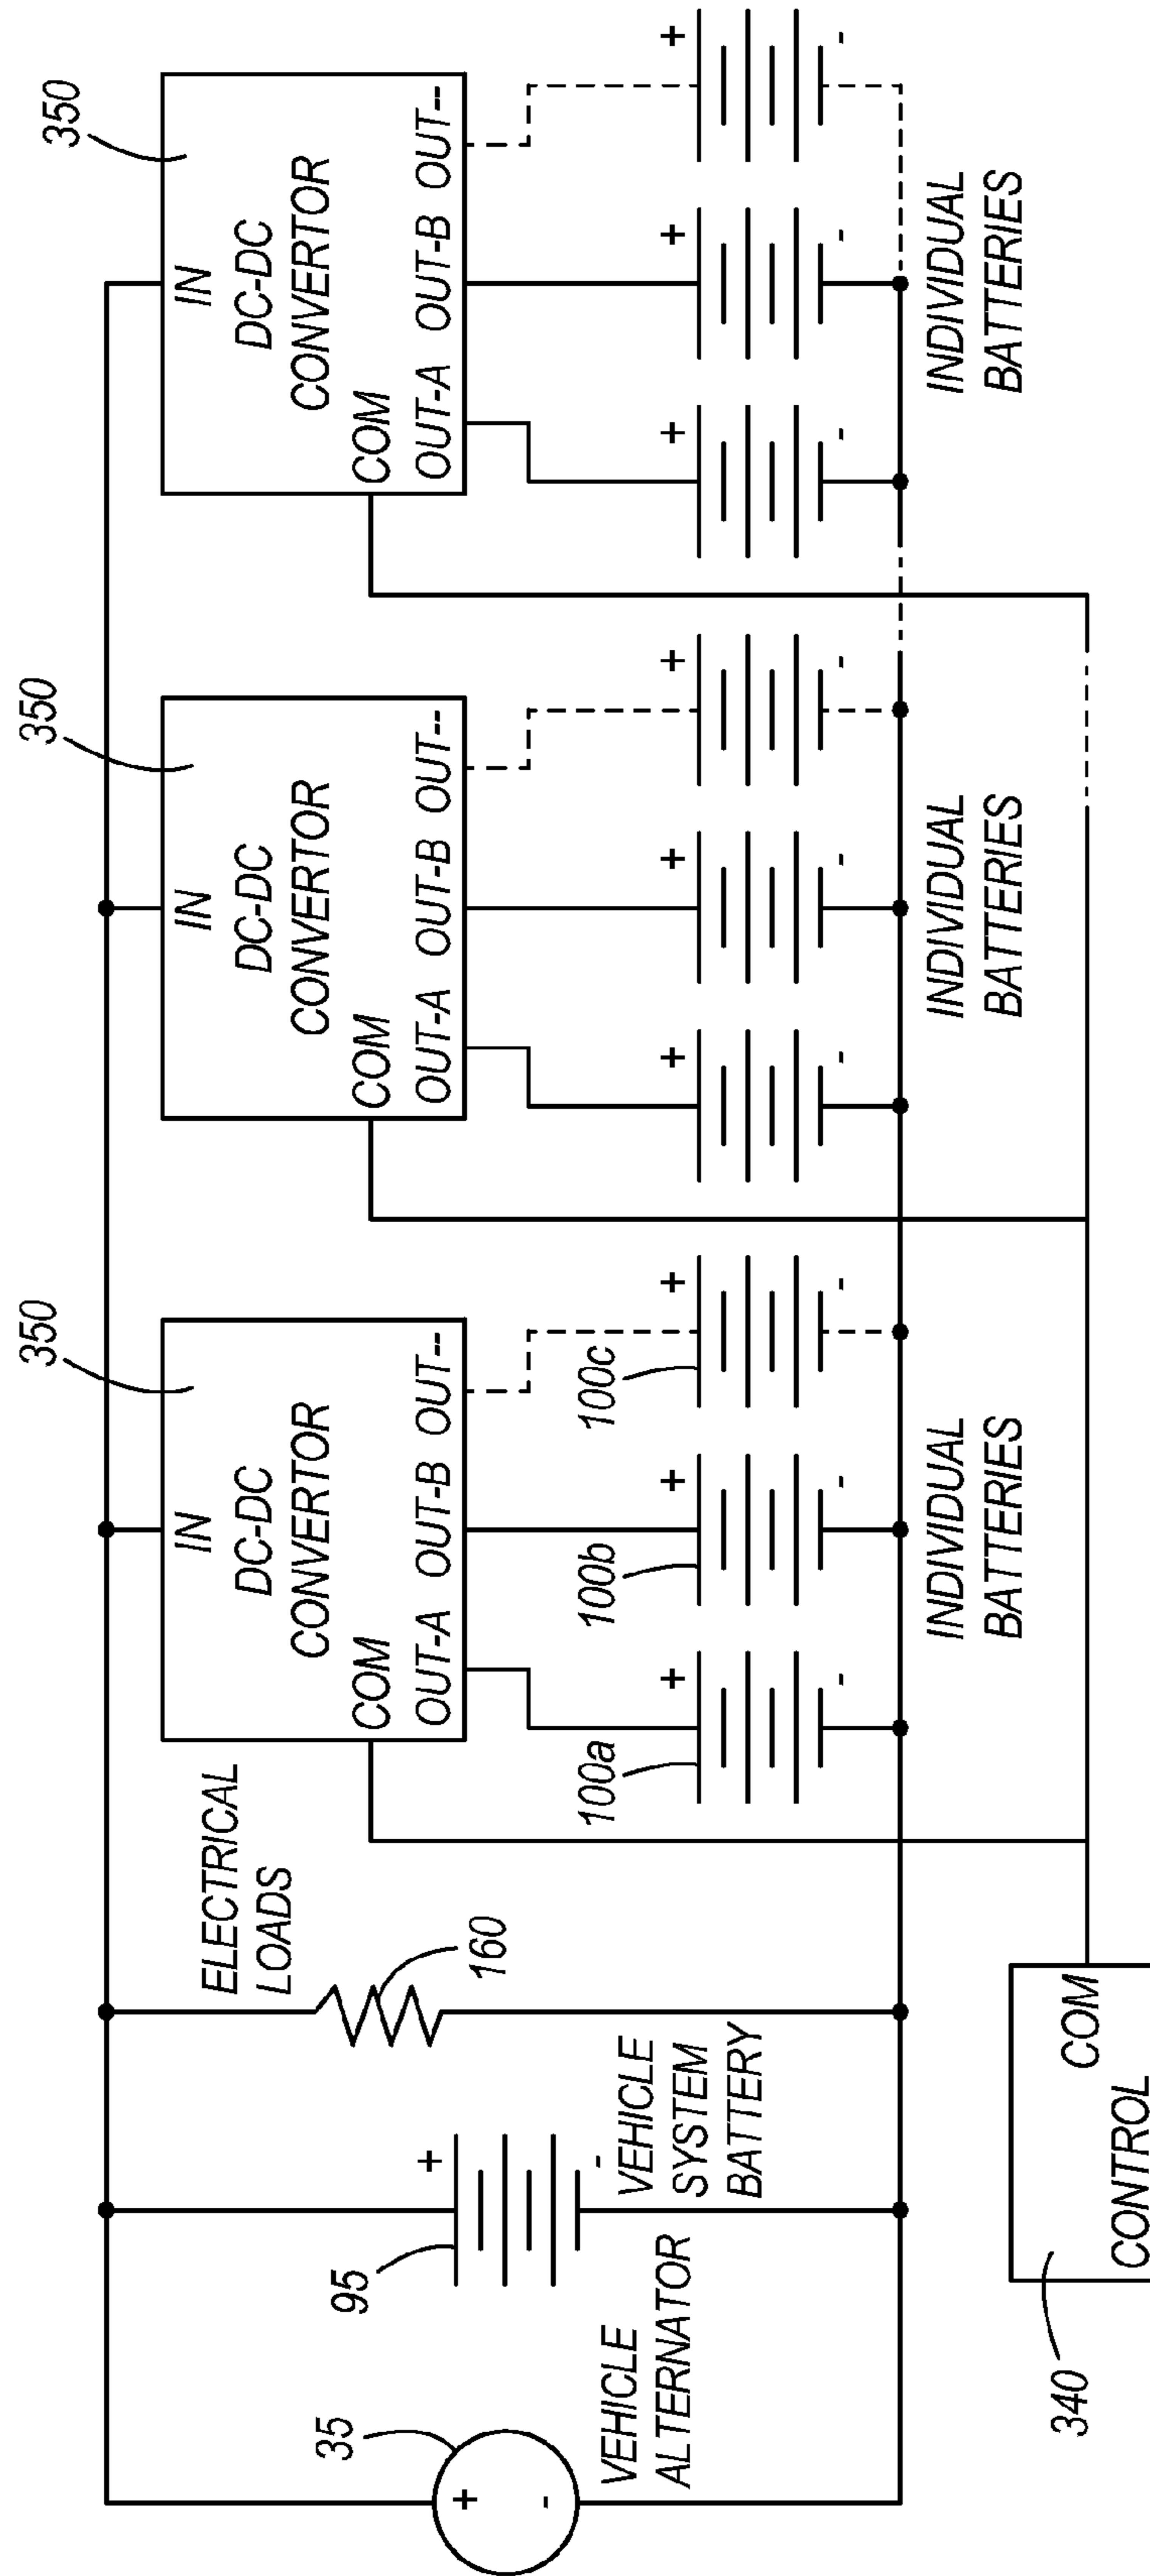 35
+
-
VEHICLE
ALTERNATOR
95
+
-
VEHICLE
SYSTEM
BATTERY
ELECTRICAL
LOADS
160
350
IN
DC-DC
CONVERTOR
COM
OUT-A OUT-B OUT--
100a
+
-
100b
+
-
100c
+
-
INDIVIDUAL
BATTERIES
350
IN
DC-DC
CONVERTOR
COM
OUT-A OUT-B OUT--
+
-
+
-
+
-
INDIVIDUAL
BATTERIES
350
IN
DC-DC
CONVERTOR
COM
OUT-A OUT-B OUT--
+
-
+
-
+
-
INDIVIDUAL
BATTERIES
340
COM
CONTROL